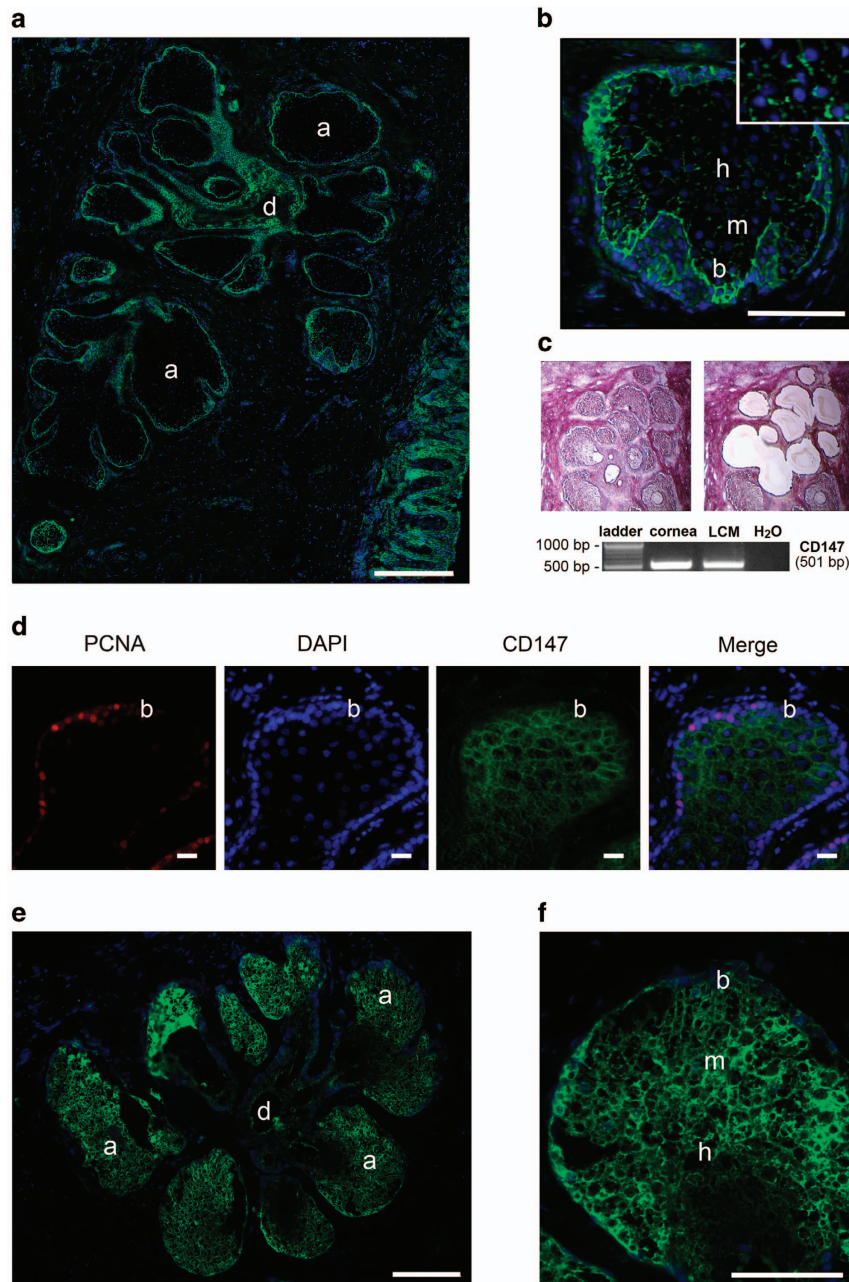 a
a
d
a
b
h
m
b
c
ladder cornea LCM H₂O
1000 bp -
500 bp -
CD147
(501 bp)
d
PCNA DAPI CD147 Merge
b b b b
e
a
a
d
a
f
b
m
h